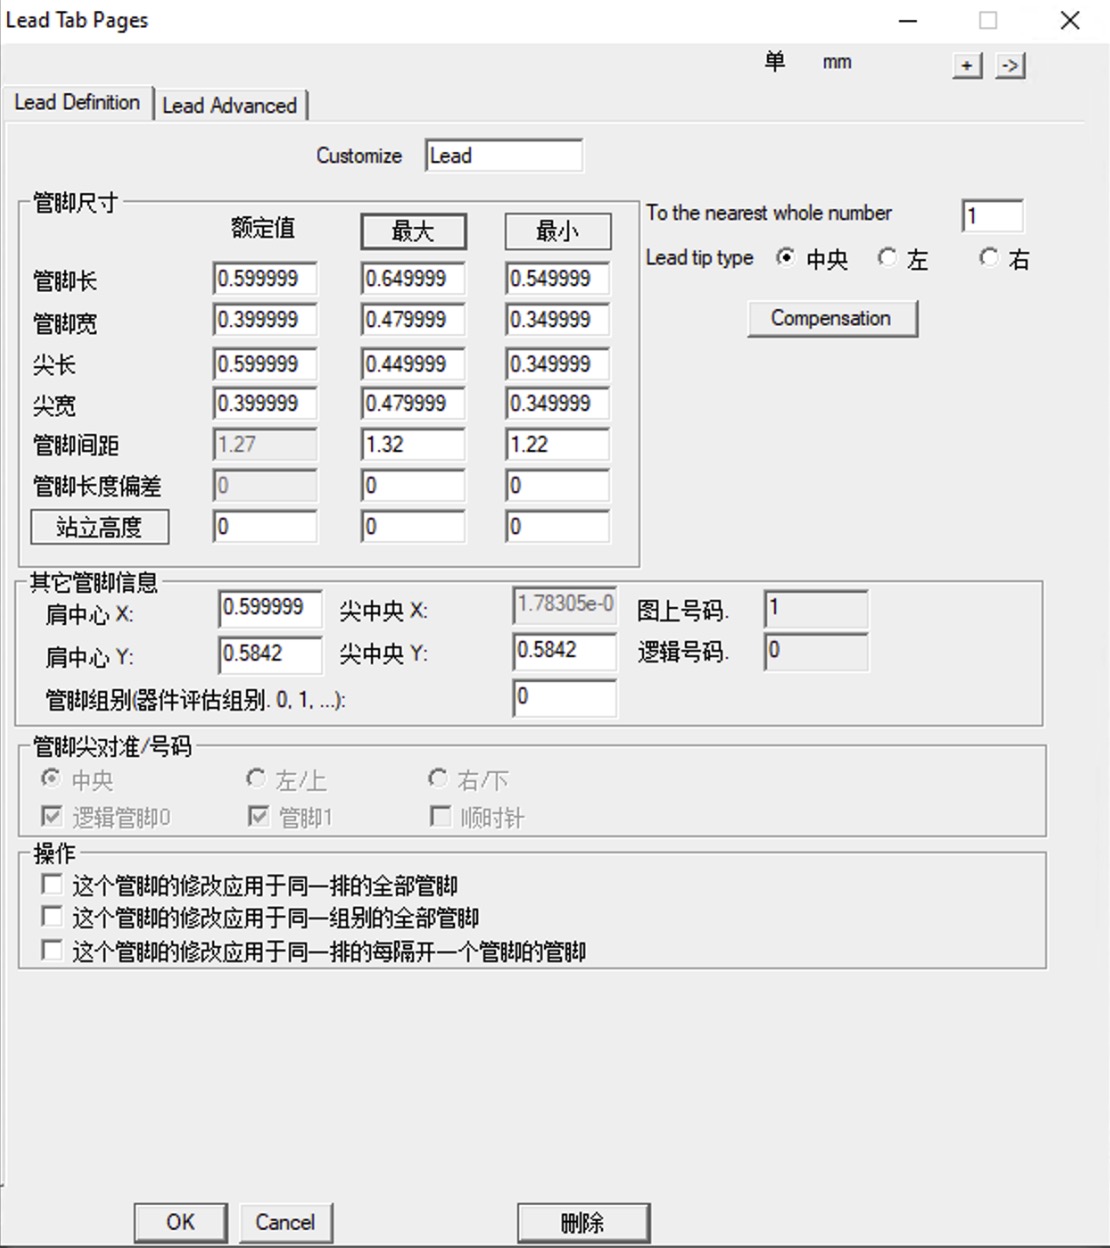 Lead Tab Pages
单 mm + ->
Lead Definition Lead Advanced
Customize Lead
管脚尺寸
额定值 最大 最小
To the nearest whole number 1
Lead tip type 中央 左 右
Compensation
管脚长 0.599999 0.649999 0.549999
管脚宽 0.399999 0.479999 0.349999
尖长 0.599999 0.449999 0.349999
尖宽 0.399999 0.479999 0.349999
管脚间距 1.27 1.32 1.22
管脚长度偏差 0 0 0
站立高度 0 0 0
其它管脚信息
肩中心 X: 0.599999 尖中央 X: 1.78305e-0 图上号码. 1
肩中心 Y: 0.5842 尖中央 Y: 0.5842 逻辑号码. 0
管脚组别(器件评估组别. 0, 1, ...): 0
管脚尖对准/号码
中央 左/上 右/下
逻辑管脚0 管脚1 顺时针
操作
这个管脚的修改应用于同一排的全部管脚
这个管脚的修改应用于同一组别的全部管脚
这个管脚的修改应用于同一排的每隔开一个管脚的管脚
OK Cancel 删除